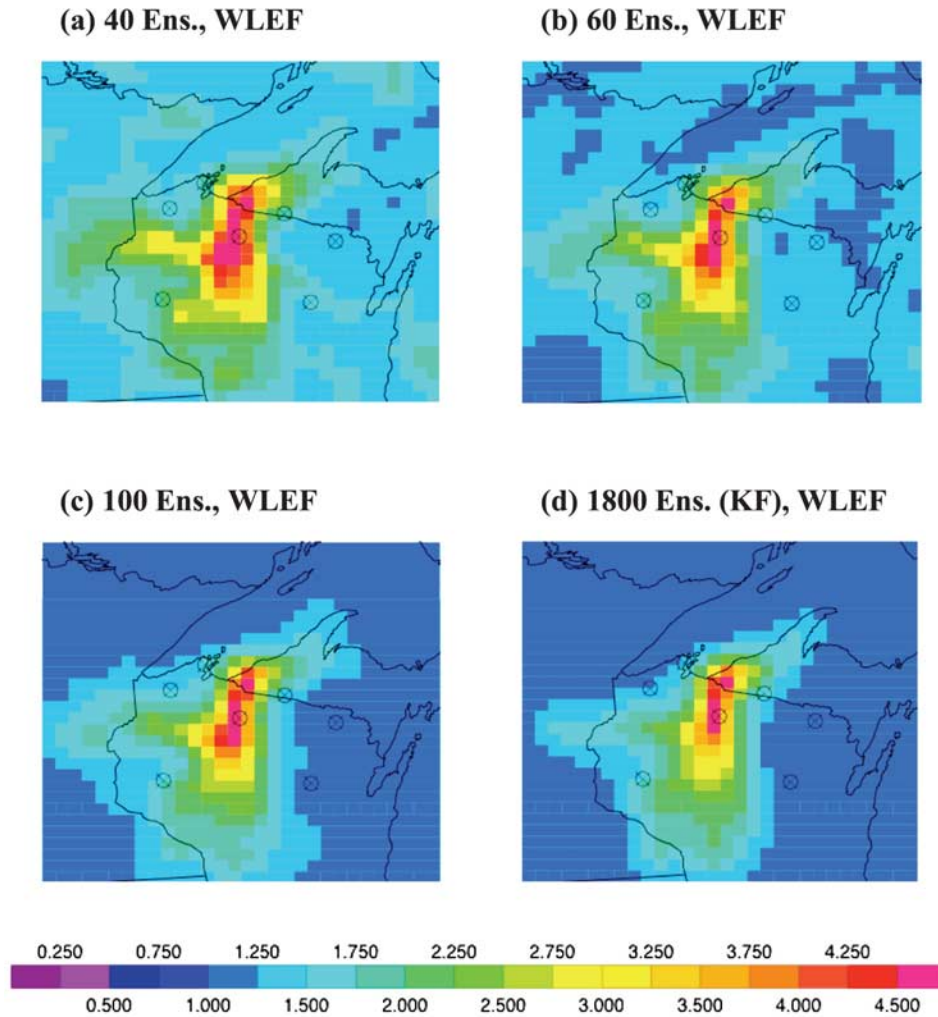 (a) 40 Ens., WLEF
(b) 60 Ens., WLEF
(c) 100 Ens., WLEF
(d) 1800 Ens. (KF), WLEF
0.250 0.750 1.250 1.750 2.250 2.750 3.250 3.750 4.250
0.500 1.000 1.500 2.000 2.500 3.000 3.500 4.000 4.500